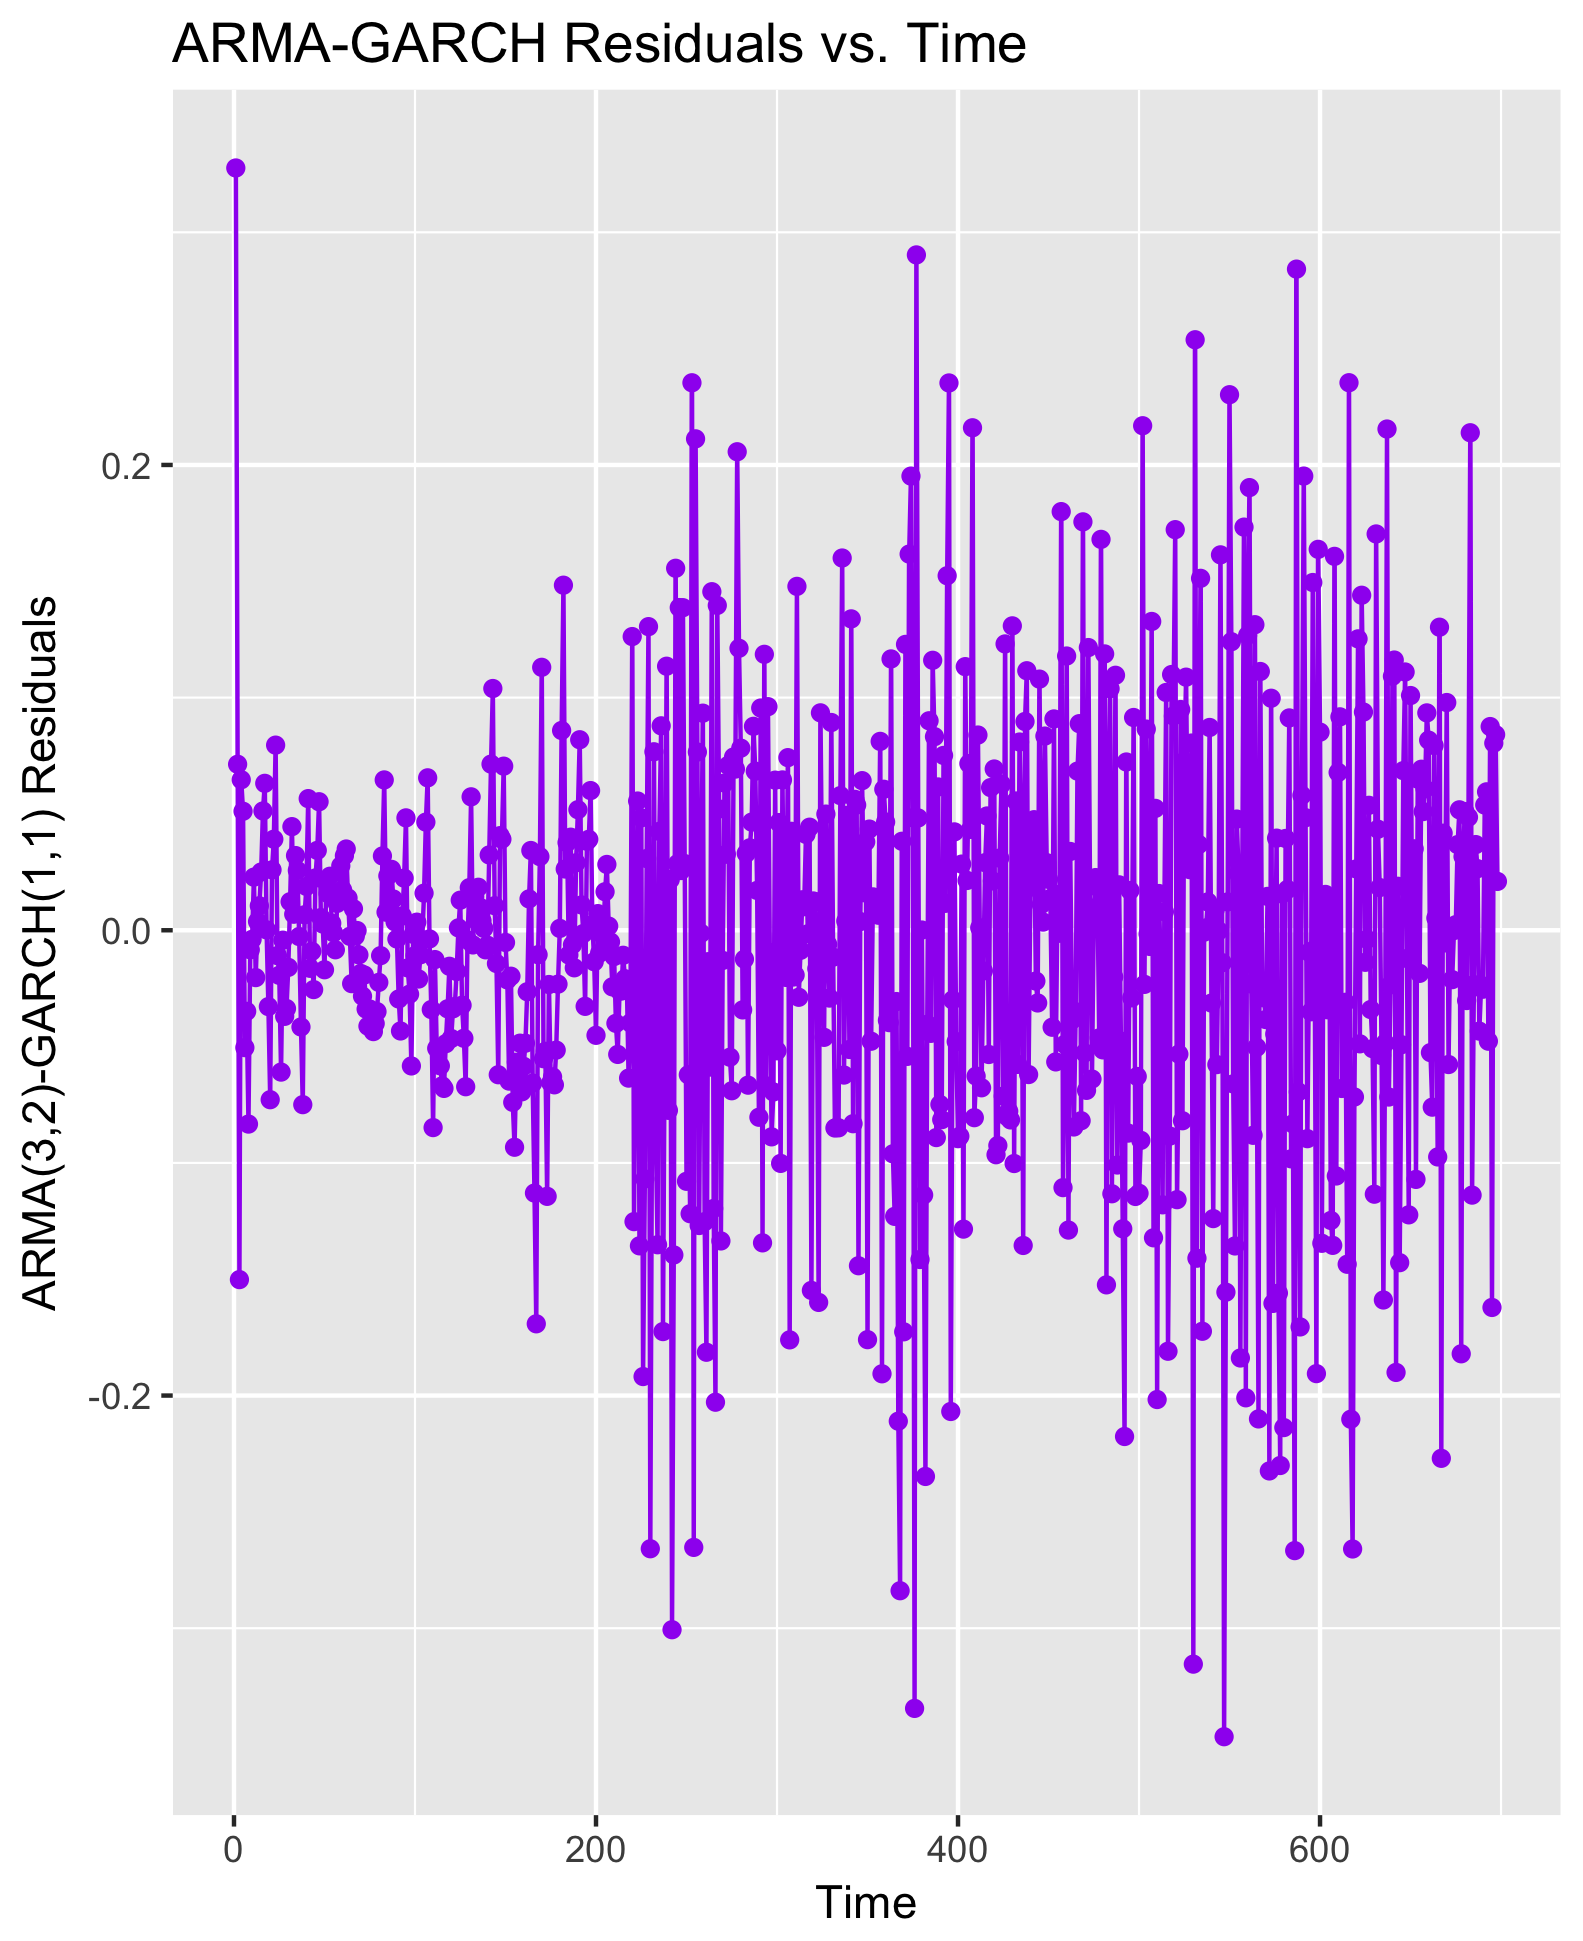 ARMA-GARCH Residuals vs. Time
ARMA(3,2)-GARCH(1,1) Residuals
0.2
0.0
-0.2
0 200 400 600
Time